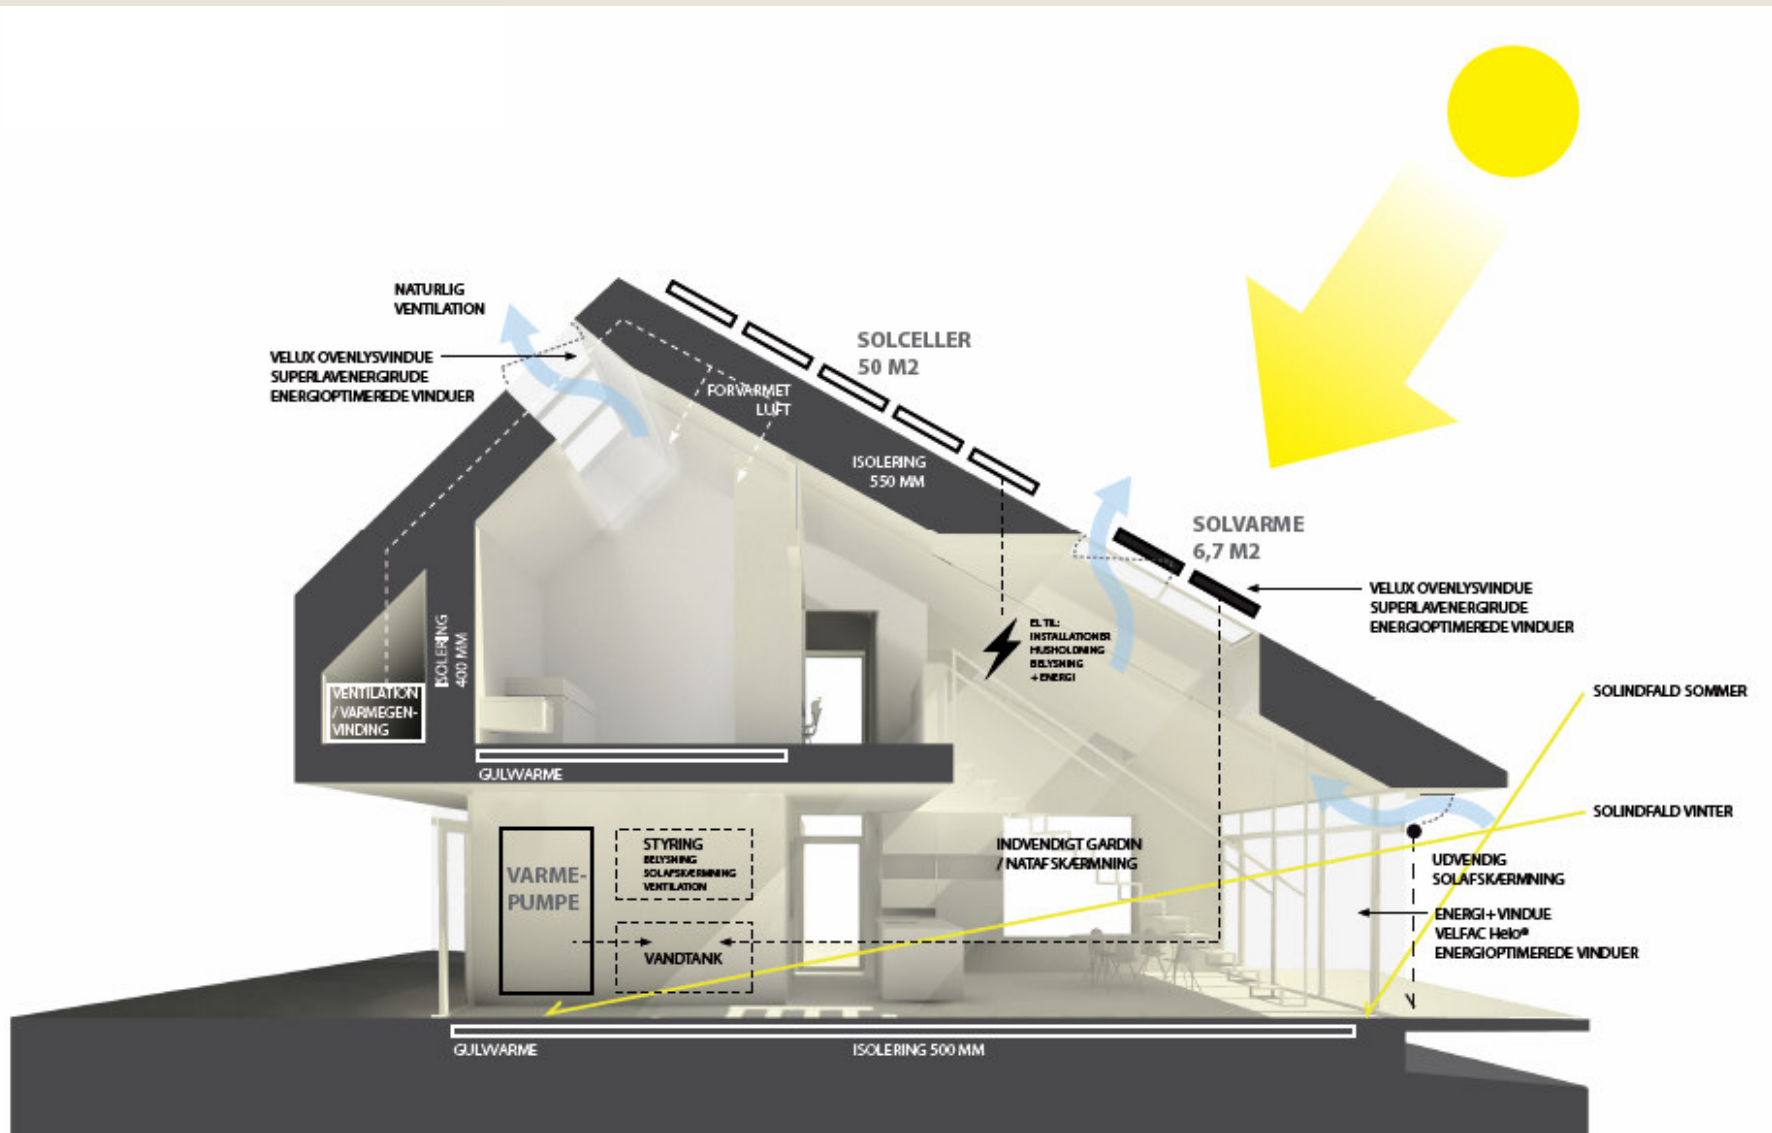 NATURLIG
VENTILATION
VELUX OVENLYSVINDUE
SUPERLAVENERGIRUDE
ENERGIOPTIMEREDE VINDUER
SOLCELLER
50 M2
FORVARMET
LUFT
ISOLERING
550 MM
SOLVARME
6,7 M2
VELUX OVENLYSVINDUE
SUPERLAVENERGIRUDE
ENERGIOPTIMEREDE VINDUER
EL TIL:
INSTALLATIONER
HUSHOLDNING
BELYSNING
+ ENERGI
ISOLERING
400 MM
VENTILATION
/ VARMEGEN-
VINDING
SOLINDFALD SOMMER
GULVVARME
SOLINDFALD VINTER
VARME-
PUMPE
STYRING
BELYSNING
SOLAFSKÆRMNING
VENTILATION
VANDTANK
INDVENDIGT GARDIN
/ NATAFSKÆRMNING
UDVENDIG
SOLAFSKÆRMNING
ENERGI+ VINDUE
VELFAC Helo®
ENERGIOPTIMEREDE VINDUER
GULVVARME
ISOLERING 500 MM